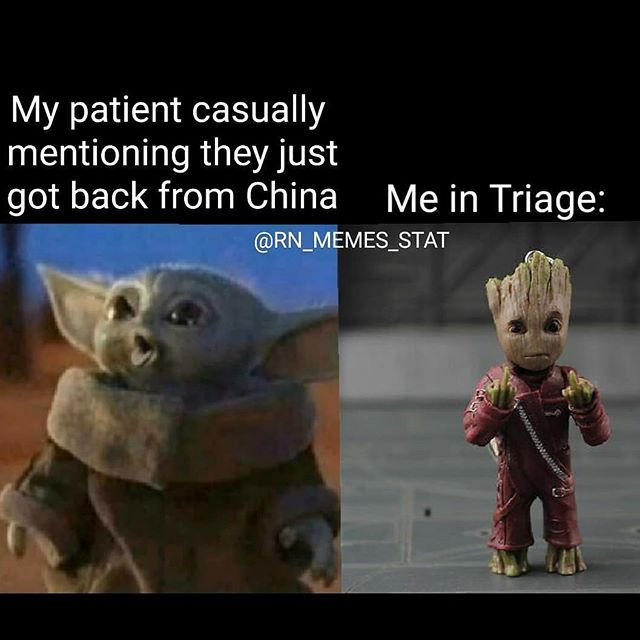 My patient casually
mentioning they just
got back from China
Me in Triage:
@RN_MEMES_STAT